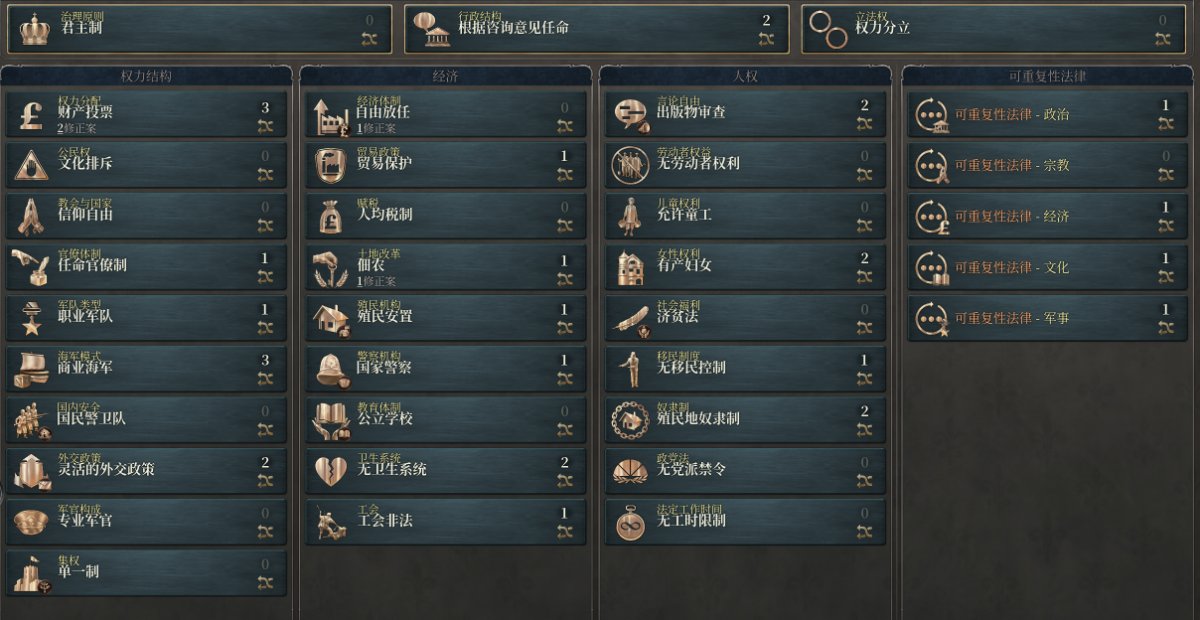 治理原则
君主制
0
行政结构
根据咨询意见任命
2
立法权
权力分立
0
权力结构
权力分配
财产投票
2修正案
3
公民权
文化排斥
0
教会与国家
信仰自由
0
官僚体制
任命官僚制
1
军队类型
职业军队
1
海军模式
商业海军
3
国内安全
国民警卫队
0
外交政策
灵活的外交政策
2
军官构成
专业军官
0
集权
单一制
0
经济
经济体制
自由放任
1修正案
0
贸易政策
贸易保护
1
赋税
人均税制
0
土地改革
佃农
1修正案
1
殖民机构
殖民安置
1
警察机构
国家警察
1
教育体制
公立学校
0
卫生系统
无卫生系统
2
工会
工会非法
1
人权
言论自由
出版物审查
2
劳动者权益
无劳动者权利
0
儿童权利
允许童工
0
女性权利
有产妇女
2
社会福利
济贫法
0
移民制度
无移民控制
1
奴隶制
殖民地奴隶制
2
政党法
无党派禁令
0
法定工作时间
无工时限制
0
可重复性法律
可重复性法律 - 政治
1
可重复性法律 - 宗教
0
可重复性法律 - 经济
1
可重复性法律 - 文化
1
可重复性法律 - 军事
1